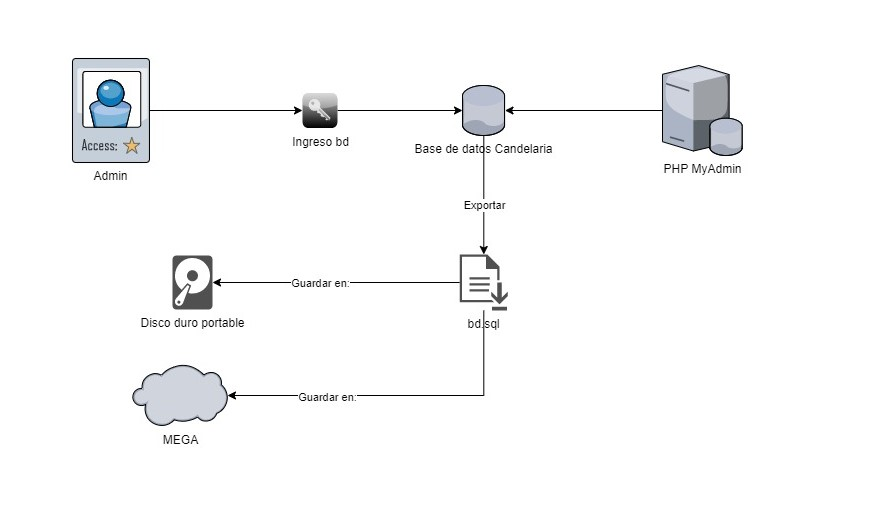 Access:
Admin
Ingreso bd
Base de datos Candelaria
PHP MyAdmin
Exportar
Guardar en:
Disco duro portable
bd.sql
Guardar en:
MEGA